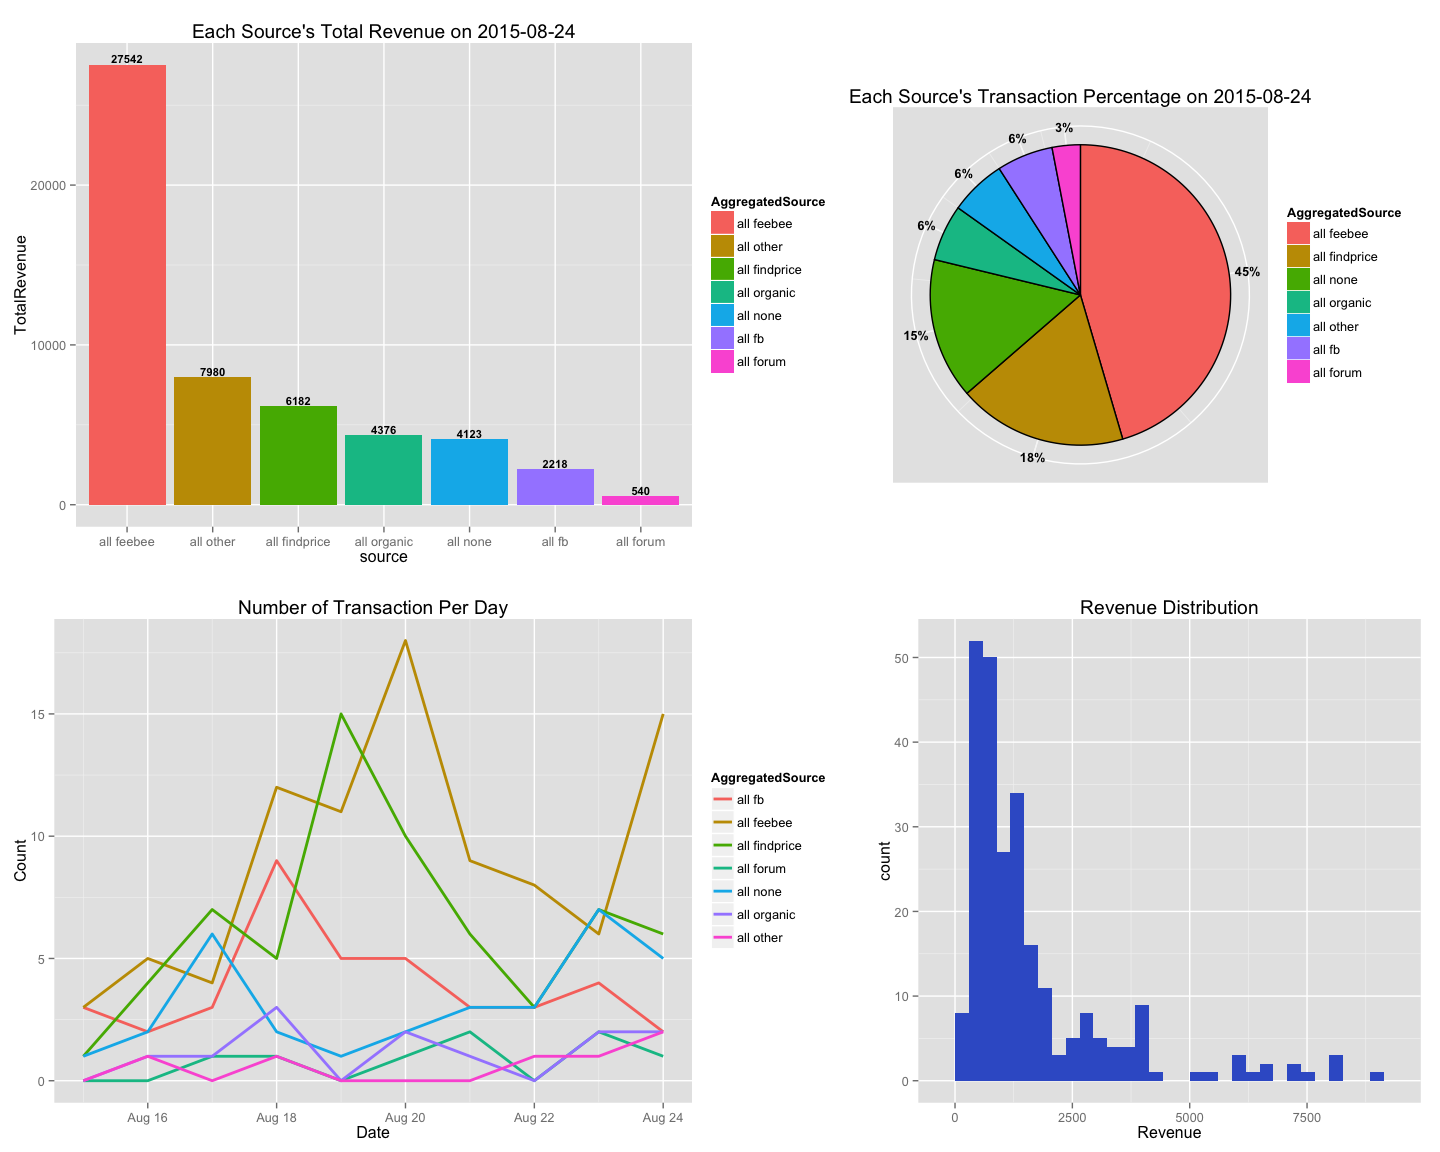 Each Source's Total Revenue on 2015-08-24
TotalRevenue
20000
10000
0
27542
7980
6182
4376
4123
2218
540
all feebee
all other
all findprice
all organic
all none
all fb
all forum
source
AggregatedSource
all feebee
all other
all findprice
all organic
all none
all fb
all forum
Each Source's Transaction Percentage on 2015-08-24
3%
6%
6%
6%
15%
18%
45%
AggregatedSource
all feebee
all findprice
all none
all organic
all other
all fb
all forum
Number of Transaction Per Day
Count
15
10
5
0
Aug 16
Aug 18
Aug 20
Aug 22
Aug 24
Date
AggregatedSource
all fb
all feebee
all findprice
all forum
all none
all organic
all other
Revenue Distribution
count
50
40
30
20
10
0
0
2500
5000
7500
Revenue